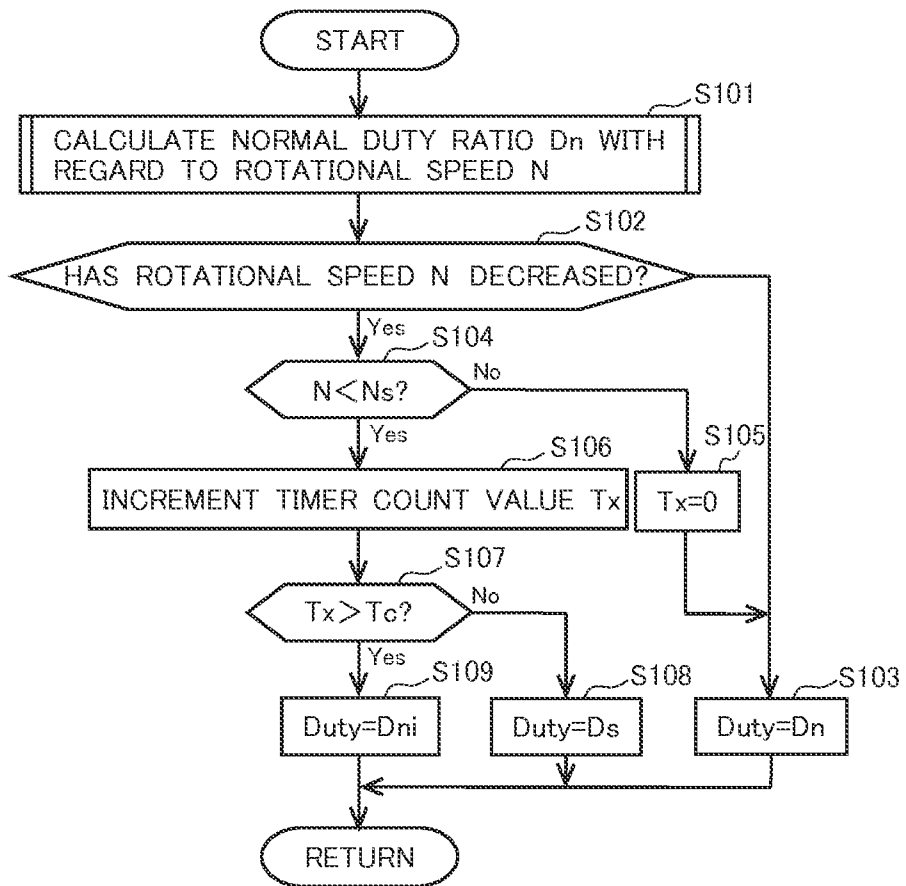 START
S101
CALCULATE NORMAL DUTY RATIO Dn WITH
REGARD TO ROTATIONAL SPEED N
S102
HAS ROTATIONAL SPEED N DECREASED?
Yes
S104
N<Ns?
No
Yes
S105
Tx=0
S106
INCREMENT TIMER COUNT VALUE Tx
S107
Tx>Tc?
No
Yes
S109
Duty=Dni
S108
Duty=Ds
S103
Duty=Dn
RETURN